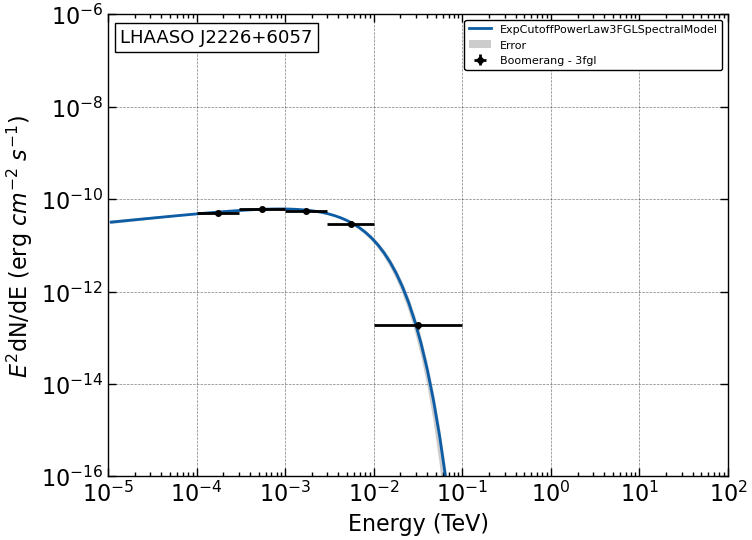 LHAASO J2226+6057
ExpCutoffPowerLaw3FGLSpectralModel
Error
Boomerang - 3fgl
10^{-6}
10^{-8}
10^{-10}
10^{-12}
10^{-14}
10^{-16}
E^2dN/dE (erg cm^{-2} s^{-1})
10^{-5} 10^{-4} 10^{-3} 10^{-2} 10^{-1} 10^0 10^1 10^2
Energy (TeV)